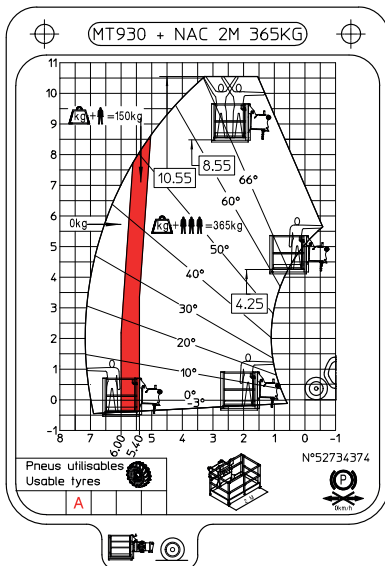 MT930 + NAC 2M 365KG
11
10
9
8
7
6
5
4
3
2
1
0
-1
kg + =150kg
0kg
8.55
10.55
kg + =365kg
4.25
66°
60°
50°
40°
30°
20°
10°
0°
-3°
8 7 6.00 5.40 5 4 3 2 1 0 -1
Pneus utilisables
Usable tyres
A
N°52734374
P
0km/h